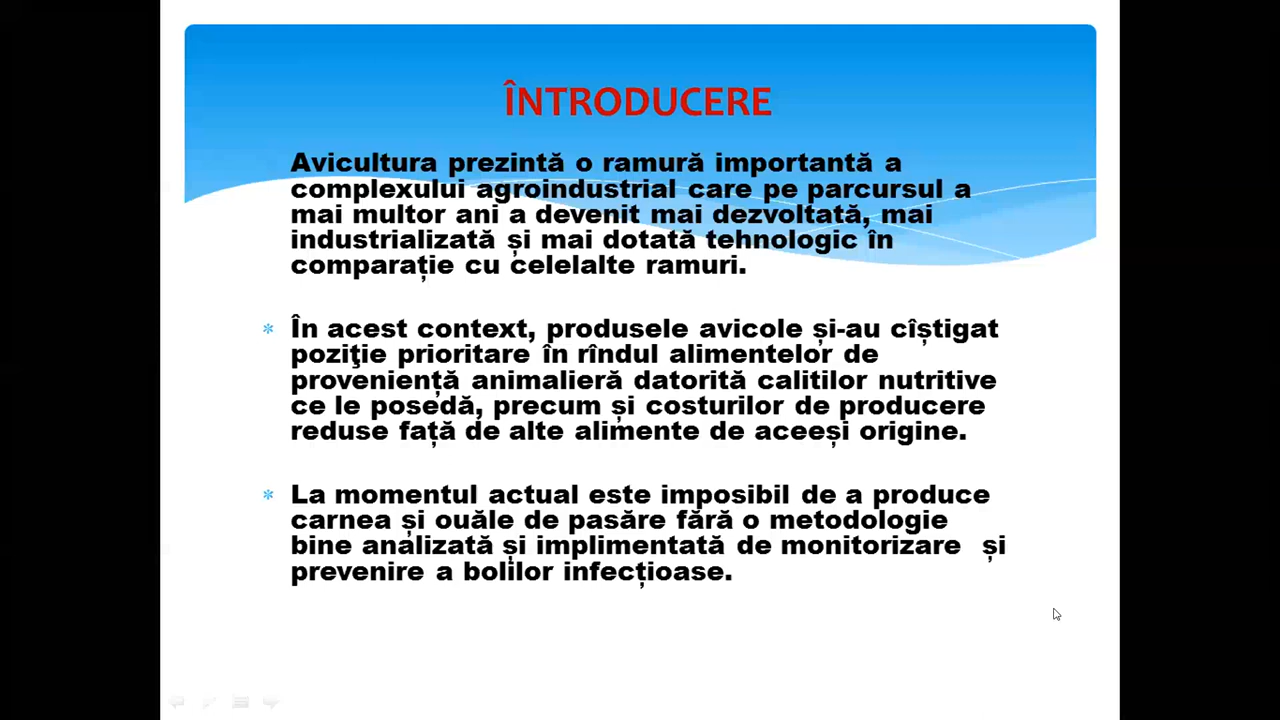 ÎNTRODUCERE
Avicultura prezintă o ramură importantă a
complexului agroindustrial care pe parcursul a
mai multor ani a devenit mai dezvoltată, mai
industrializată și mai dotată tehnologic în
comparație cu celelalte ramuri.
În acest context, produsele avicole și-au cîștigat
poziţie prioritare în rîndul alimentelor de
proveniență animalieră datorită calitilor nutritive
ce le posedă, precum și costurilor de producere
reduse față de alte alimente de aceeși origine.
La momentul actual este imposibil de a produce
carnea și ouăle de pasăre fără o metodologie
bine analizată și implimentată de monitorizare  și
prevenire a bolilor infecțioase.